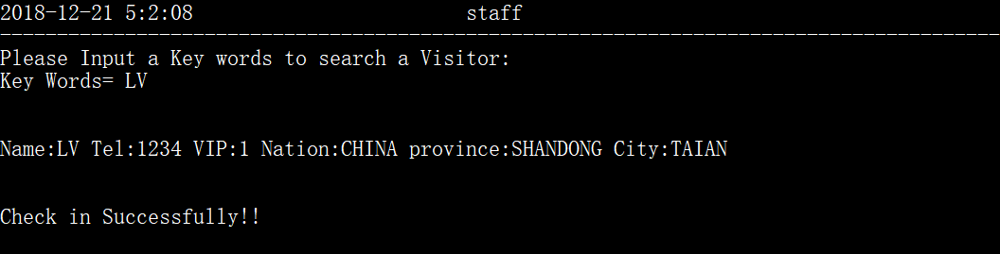 2018-12-21 5:2:08 staff
--------------------------------------------------------------------------------
Please Input a Key words to search a Visitor:
Key Words= LV
Name:LV Tel:1234 VIP:1 Nation:CHINA province:SHANDONG City:TAIAN
Check in Successfully!!